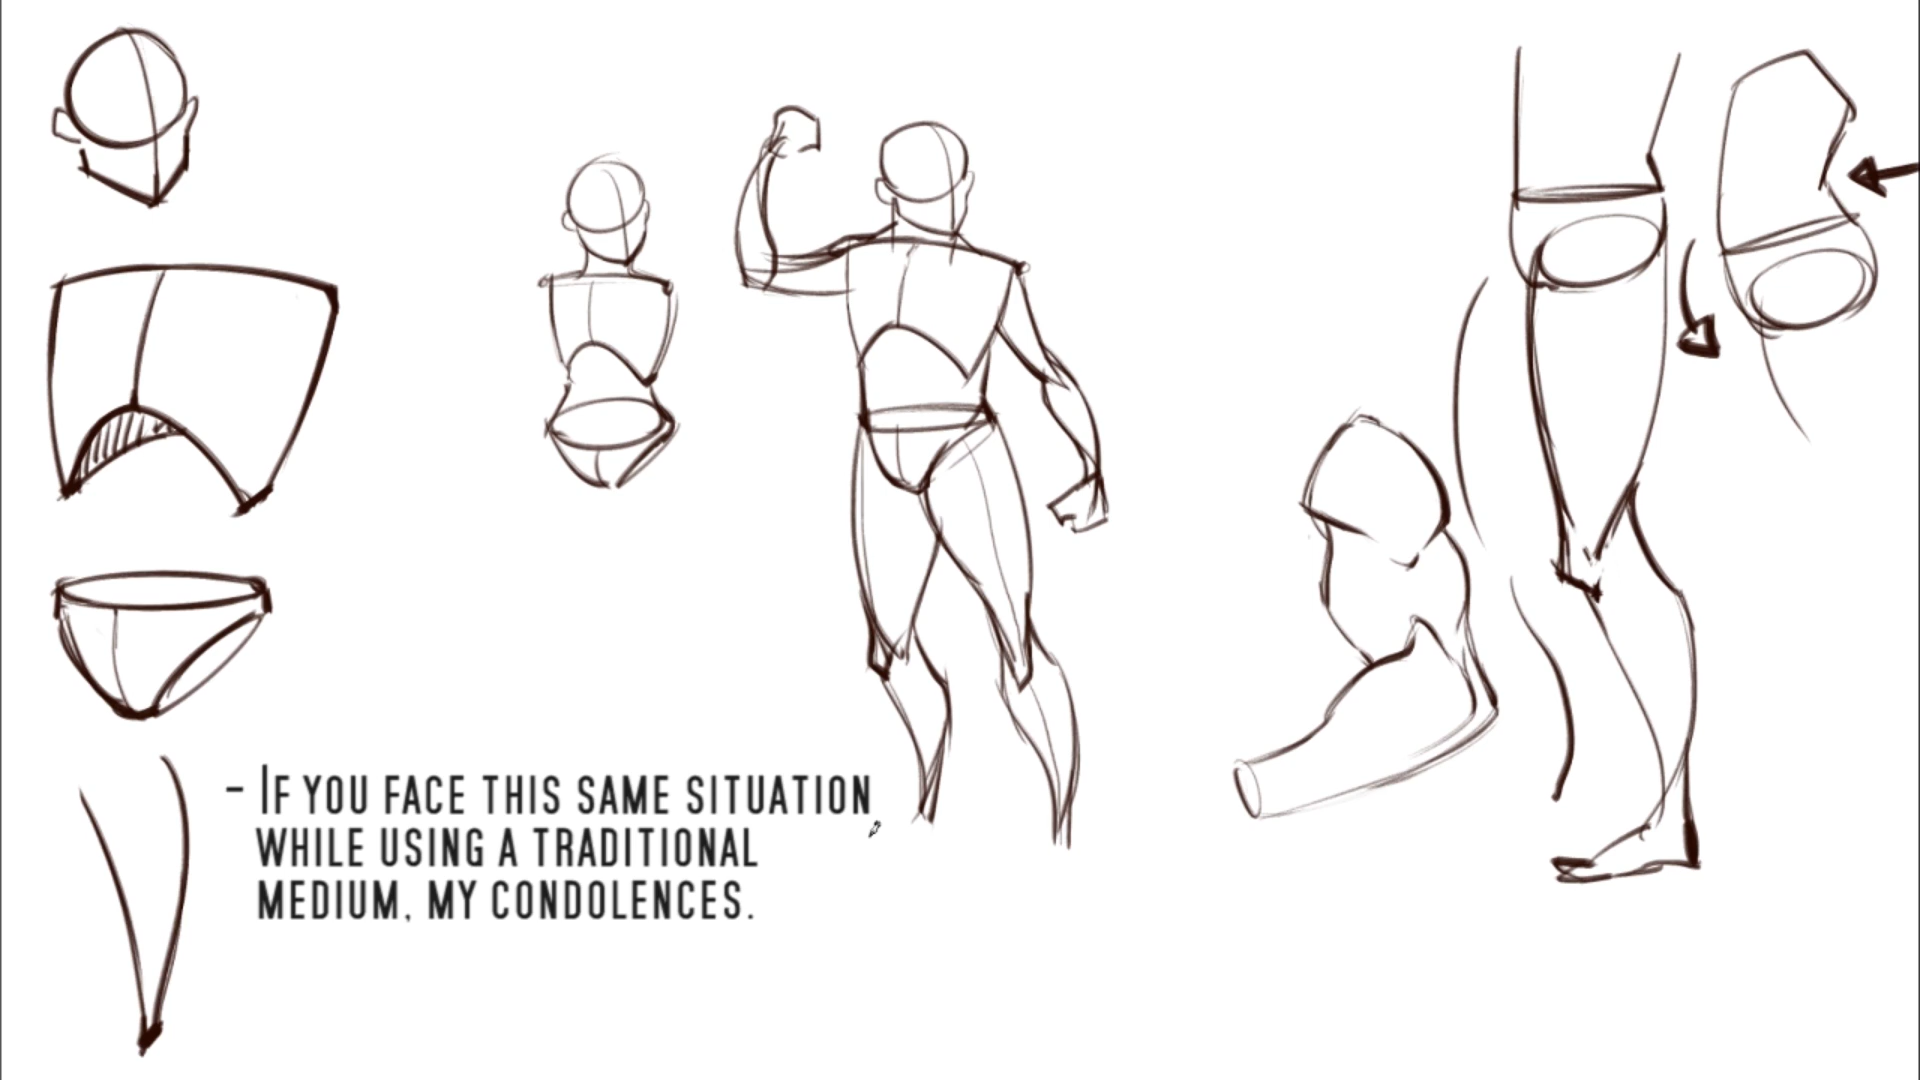 - If you face this same situation
while using a traditional
medium, my condolences.